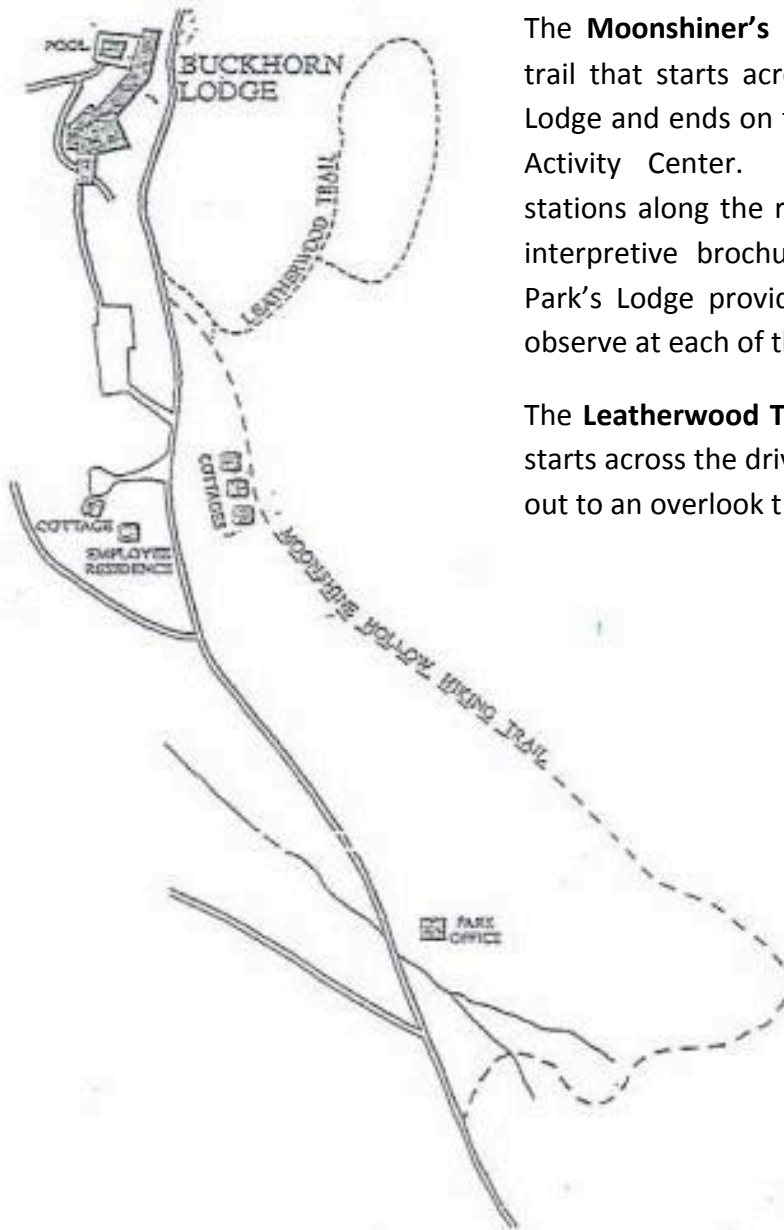 POOL
BUCKHORN
LODGE
LEATHERWOOD TRAIL
COTTAGES
COTTAGE
EMPLOYEE
RESIDENCE
MOONSHINE HOLLOW HIKING TRAIL
PARK
OFFICE
The Moonshiner's
trail that starts acr
Lodge and ends on t
Activity Center.
stations along the r
interpretive brochu
Park's Lodge provid
observe at each of th
The Leatherwood T
starts across the driv
out to an overlook t